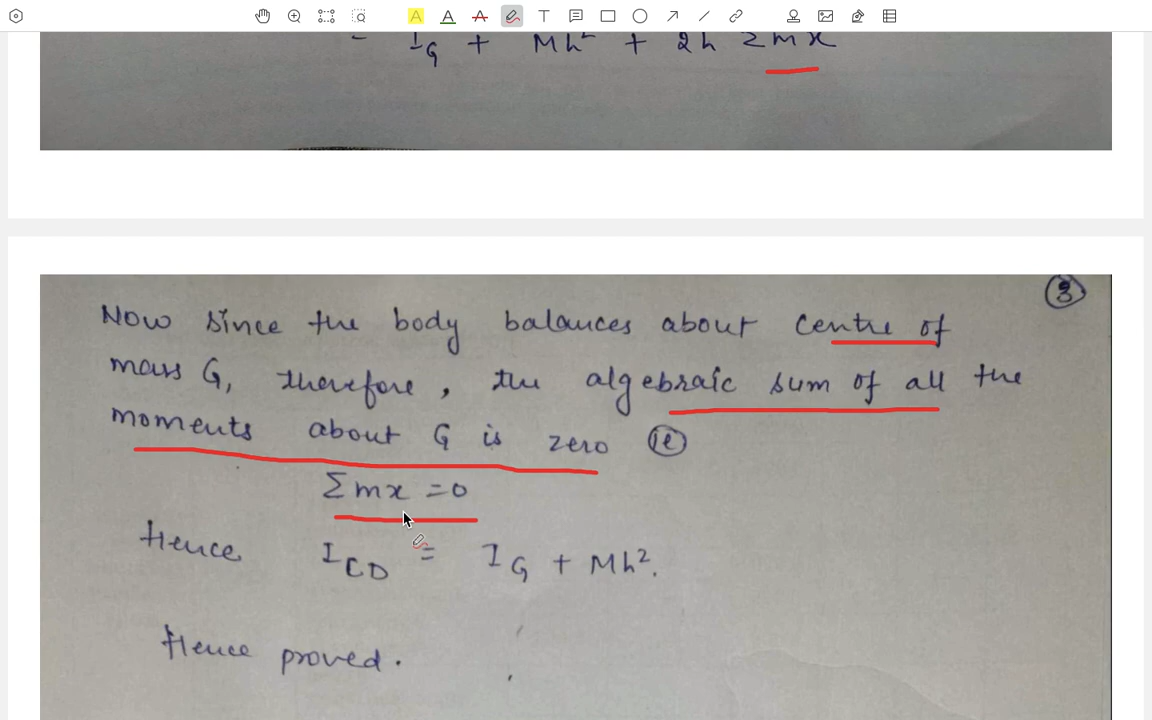 = I_G + Mh² + 2h Σmx
③
Now since the body balances about centre of
mass G, therefore, the algebraic sum of all the
moments about G is zero ie
Σmx = 0
Hence I_CD = I_G + Mh².
Hence proved.